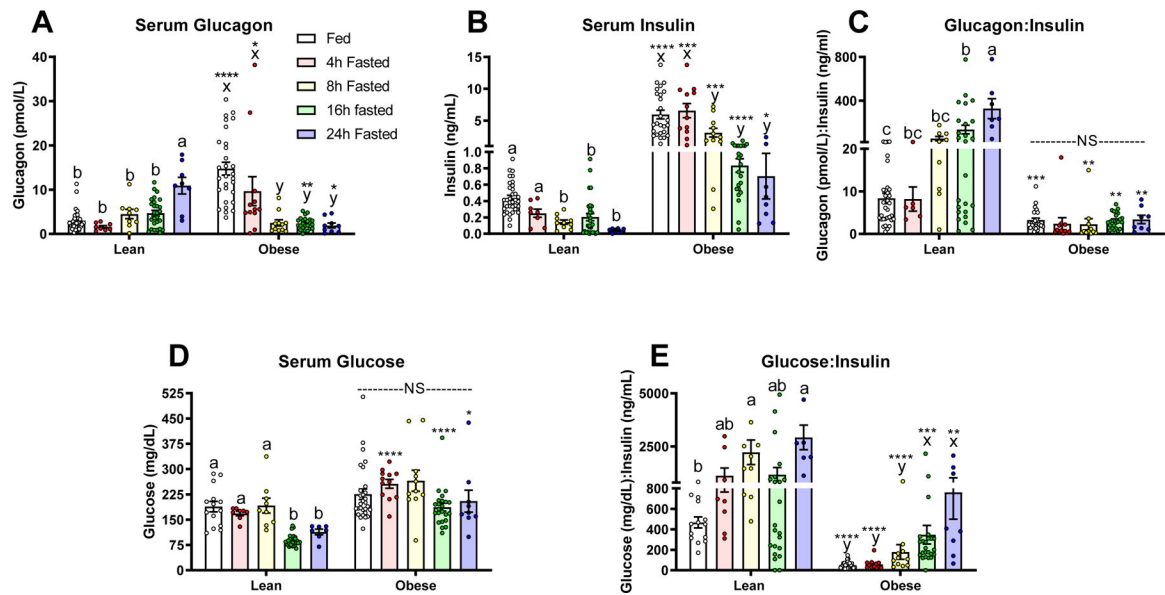 A
Serum Glucagon
Glucagon (pmol/L)
40
30
20
10
0
b
b
b
b
a
****
x
*
x
y
**
y
*
y
Lean
Obese
Fed
4h Fasted
8h Fasted
16h fasted
24h Fasted
B
Serum Insulin
Insulin (ng/mL)
20
15
10
5
1.0
0.8
0.6
0.4
0.2
0.0
a
a
b
b
b
****
x
***
x
***
y
****
y
*
y
Lean
Obese
C
Glucagon:Insulin
Glucagon (pmol/L):Insulin (ng/ml)
800
400
20
10
0
c
bc
bc
b
a
--------NS--------
***
**
**
**
Lean
Obese
D
Serum Glucose
Glucose (mg/dL)
525
450
375
300
225
150
75
0
a
a
a
b
b
--------NS--------
****
****
*
Lean
Obese
E
Glucose:Insulin
Glucose (mg/dL):Insulin (ng/mL)
5000
2500
800
600
400
200
0
b
ab
a
ab
a
****
y
****
y
****
y
***
x
**
x
Lean
Obese